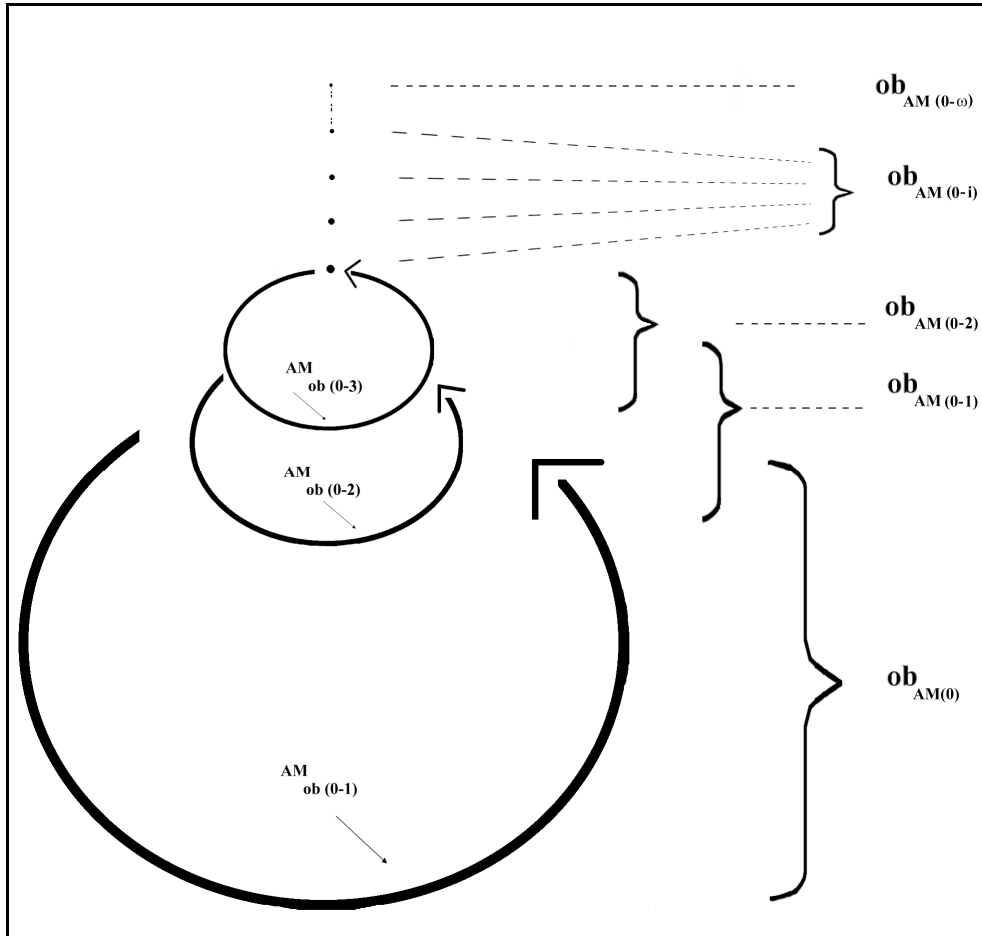 ob AM (0-ω)
ob AM (0-i)
ob AM (0-2)
AM ob (0-3)
ob AM (0-1)
AM ob (0-2)
ob AM(0)
AM ob (0-1)